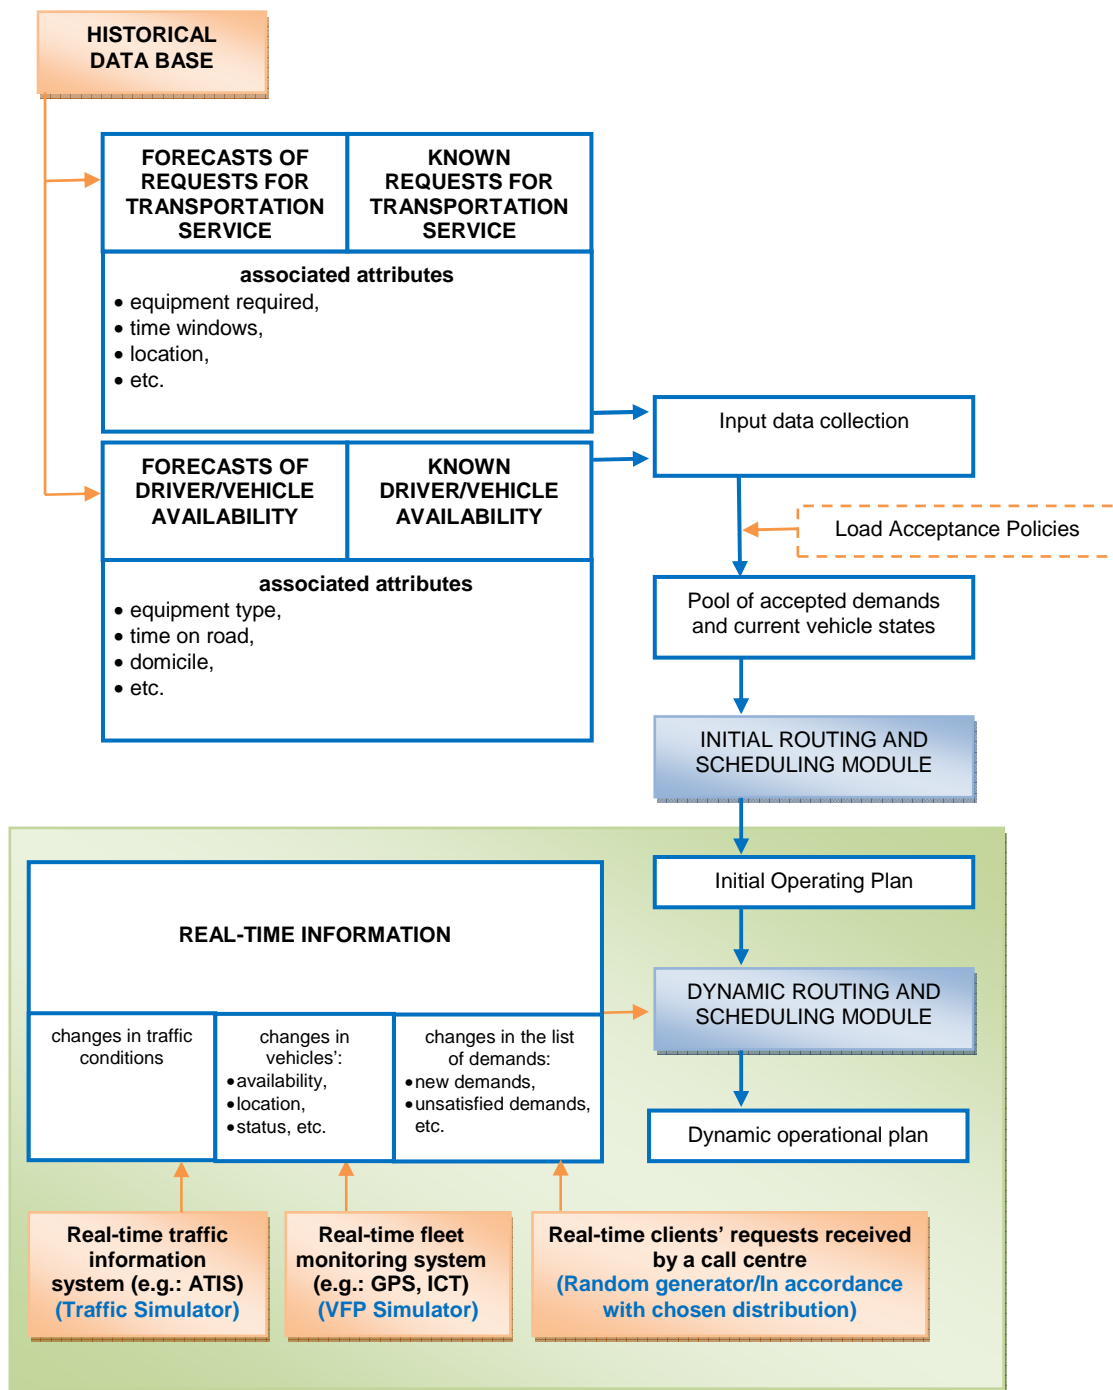 HISTORICAL
DATA BASE
FORECASTS OF
REQUESTS FOR
TRANSPORTATION
SERVICE
KNOWN
REQUESTS FOR
TRANSPORTATION
SERVICE
associated attributes
• equipment required,
• time windows,
• location,
• etc.
Input data collection
FORECASTS OF
DRIVER/VEHICLE
AVAILABILITY
KNOWN
DRIVER/VEHICLE
AVAILABILITY
Load Acceptance Policies
associated attributes
• equipment type,
• time on road,
• domicile,
• etc.
Pool of accepted demands
and current vehicle states
INITIAL ROUTING AND
SCHEDULING MODULE
Initial Operating Plan
REAL-TIME INFORMATION
DYNAMIC ROUTING AND
SCHEDULING MODULE
changes in traffic
conditions
changes in
vehicles':
•availability,
•location,
•status, etc.
changes in the list
of demands:
•new demands,
•unsatisfied demands,
etc.
Dynamic operational plan
Real-time traffic
information
system (e.g.: ATIS)
(Traffic Simulator)
Real-time fleet
monitoring system
(e.g.: GPS, ICT)
(VFP Simulator)
Real-time clients' requests received
by a call centre
(Random generator/In accordance
with chosen distribution)